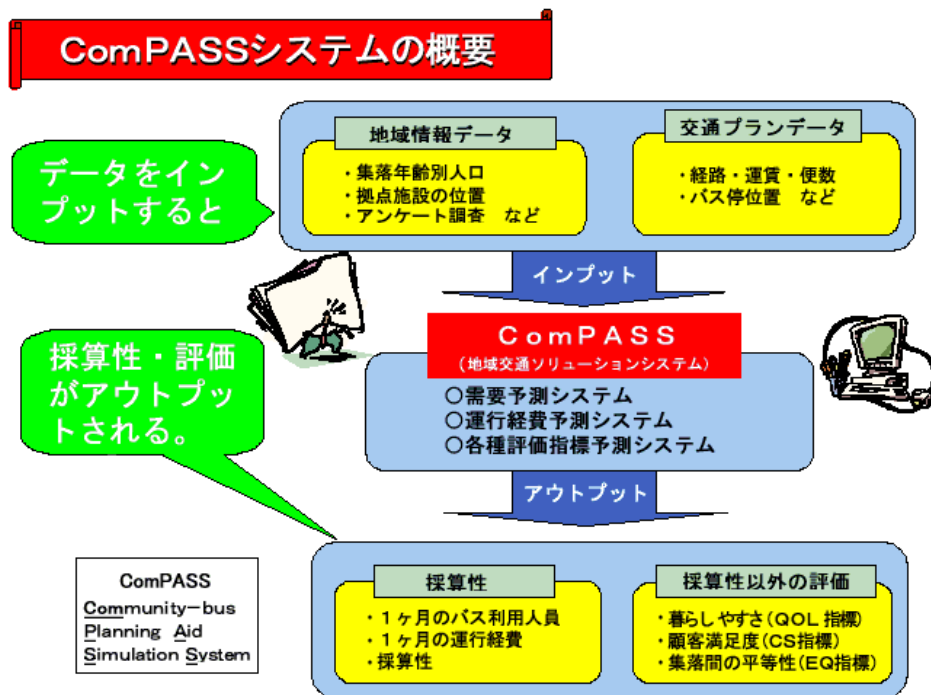 ComPASSシステムの概要
地域情報データ
・集落年齢別人口
・拠点施設の位置
・アンケート調査 など
交通プランデータ
・経路・運賃・便数
・バス停位置 など
データをイン
プットすると
インプット
ComPASS
(地域交通ソリューションシステム)
○需要予測システム
○運行経費予測システム
○各種評価指標予測システム
採算性・評価
がアウトプッ
トされる。
アウトプット
採算性
・1ヶ月のバス利用人員
・1ヶ月の運行経費
・採算性
採算性以外の評価
・暮らしやすさ(QOL指標)
・顧客満足度(CS指標)
・集落間の平等性(EQ指標)
ComPASS
Community-bus
Planning Aid
Simulation System